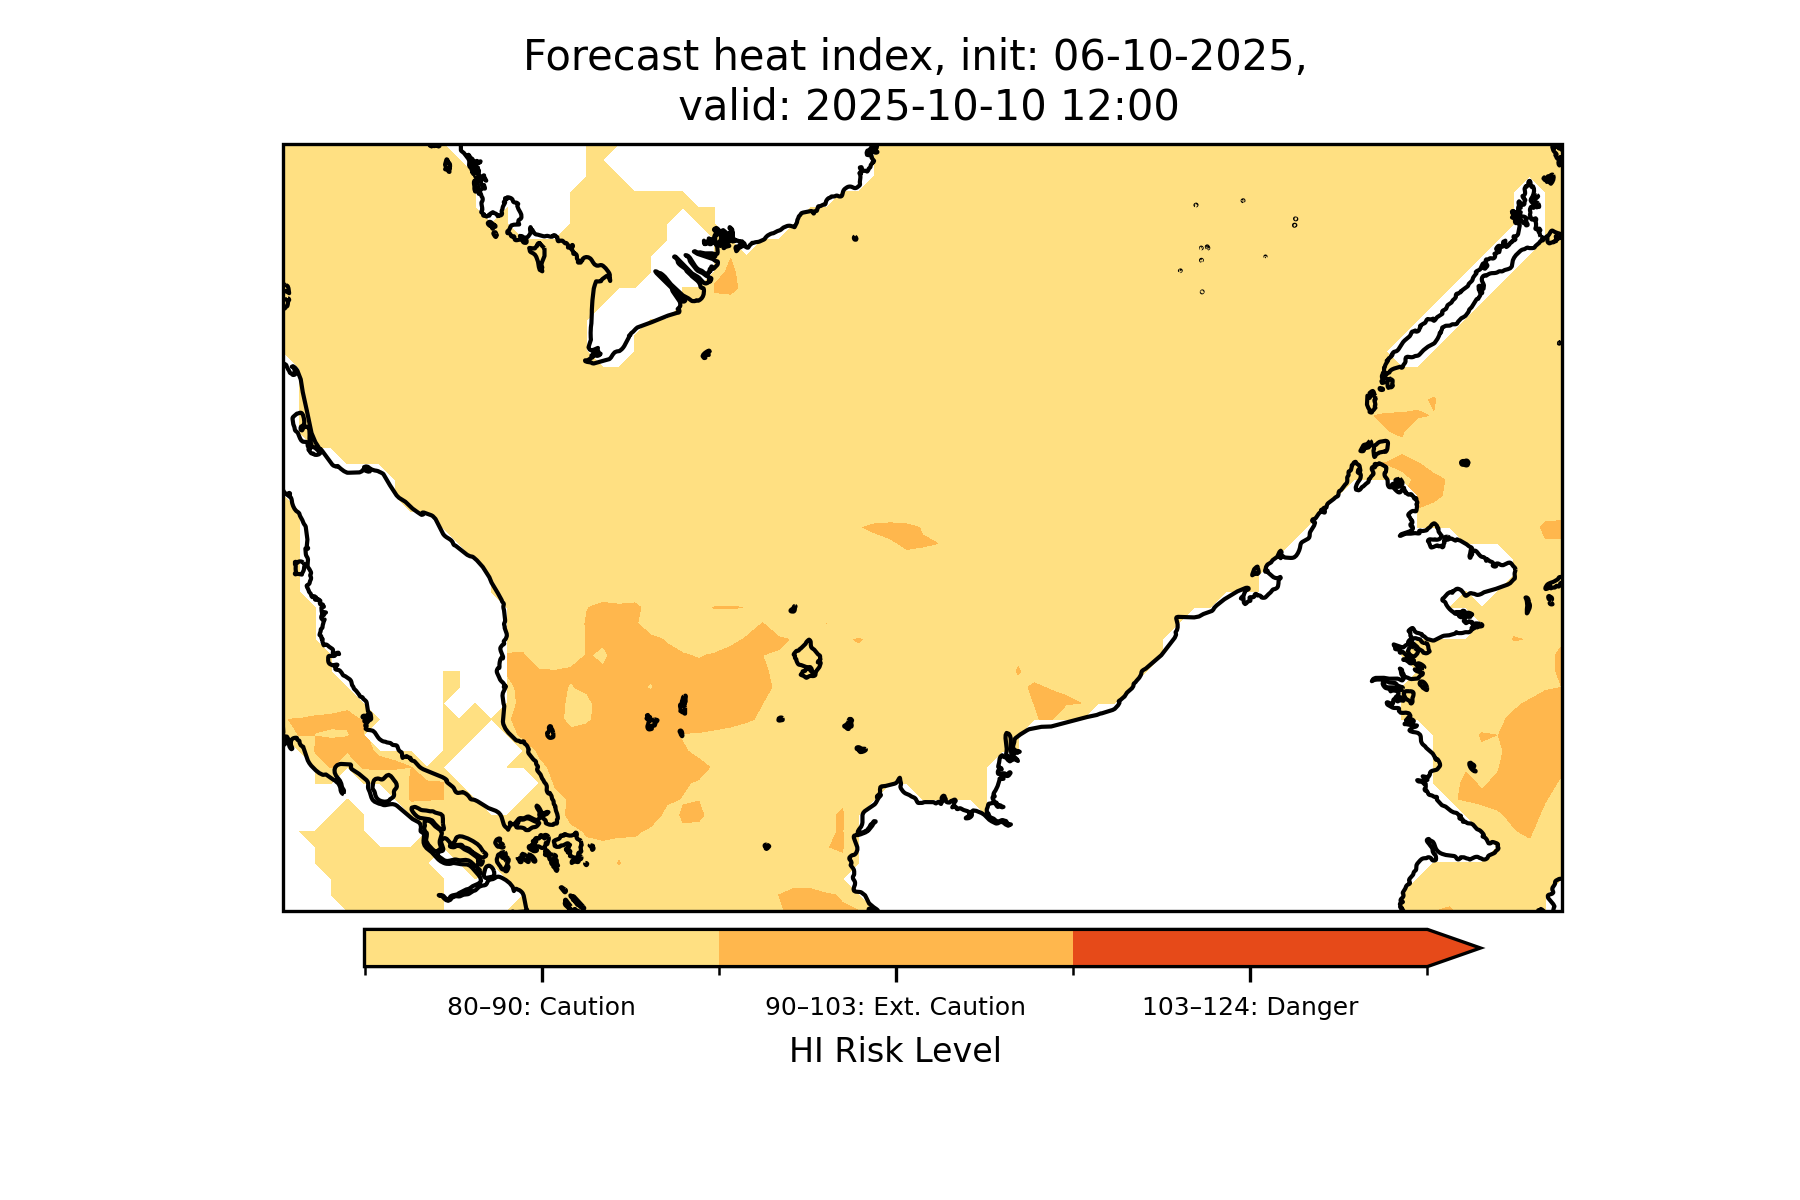 Forecast heat index, init: 06-10-2025,
valid: 2025-10-10 12:00
80–90: Caution
90–103: Ext. Caution
103–124: Danger
HI Risk Level